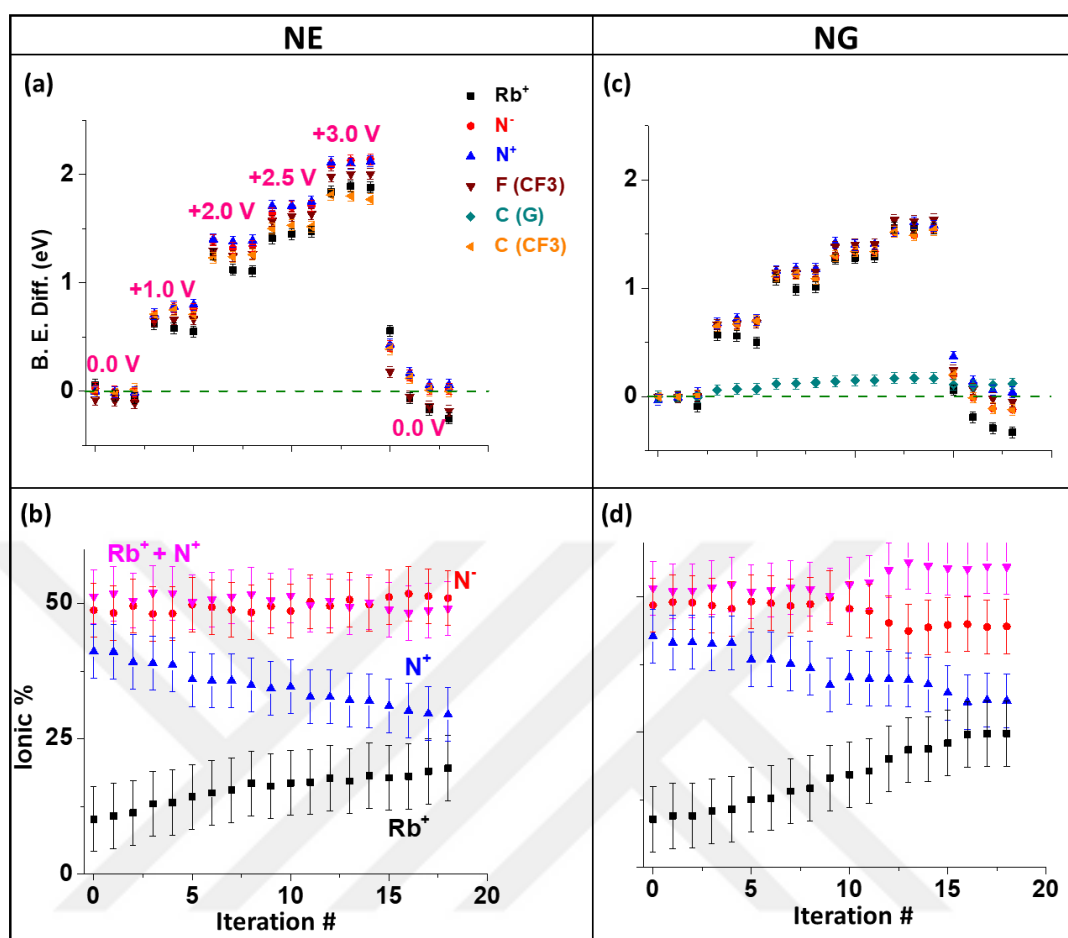 NE
NG
(a)
(c)
Rb⁺
N⁻
N⁺
F (CF3)
C (G)
C (CF3)
B. E. Diff. (eV)
2
1
0
0.0 V
+1.0 V
+2.0 V
+2.5 V
+3.0 V
0.0 V
2
1
0
(b)
(d)
Rb⁺ + N⁺
N⁻
N⁺
Rb⁺
Ionic %
50
25
0
0 5 10 15 20
Iteration #
0 5 10 15 20
Iteration #